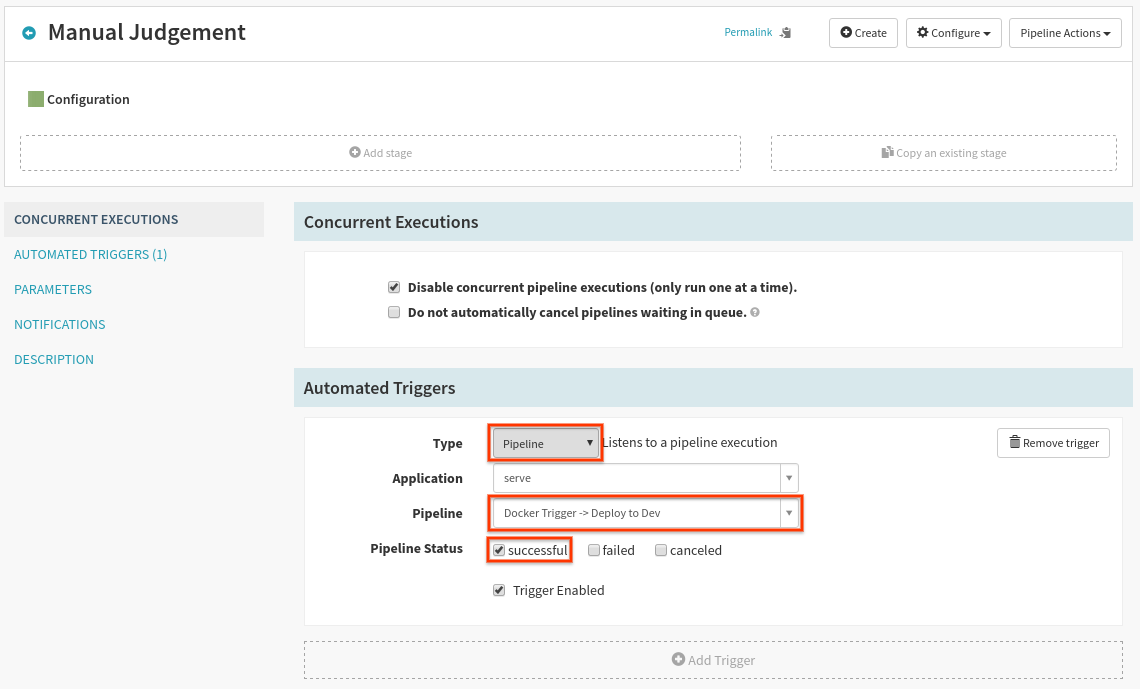 Manual Judgement
Permalink
Create
Configure
Pipeline Actions
Configuration
Add stage
Copy an existing stage
CONCURRENT EXECUTIONS
AUTOMATED TRIGGERS (1)
PARAMETERS
NOTIFICATIONS
DESCRIPTION
Concurrent Executions
Disable concurrent pipeline executions (only run one at a time).
Do not automatically cancel pipelines waiting in queue.
Automated Triggers
Type Pipeline Listens to a pipeline execution Remove trigger
Application serve
Pipeline Docker Trigger -> Deploy to Dev
Pipeline Status successful failed canceled
Trigger Enabled
Add Trigger